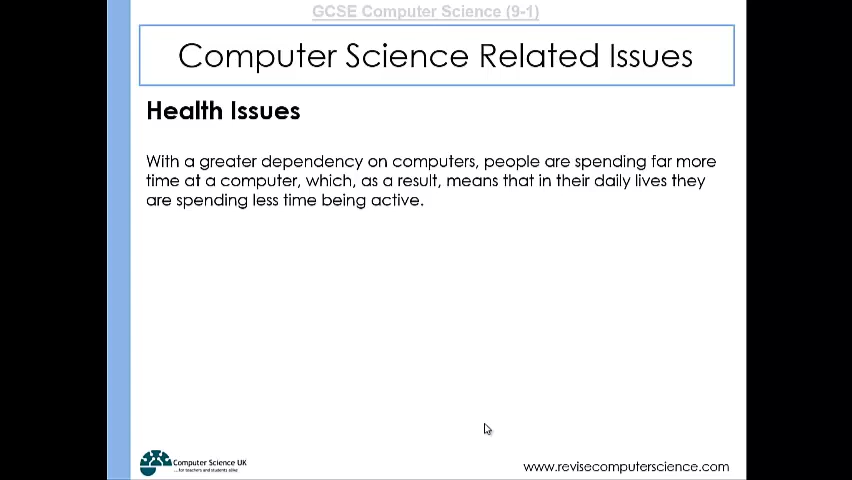 GCSE Computer Science (9-1)
Computer Science Related Issues
Health Issues
With a greater dependency on computers, people are spending far more
time at a computer, which, as a result, means that in their daily lives they
are spending less time being active.
Computer Science UK
...for teachers and students alike
www.revisecomputerscience.com